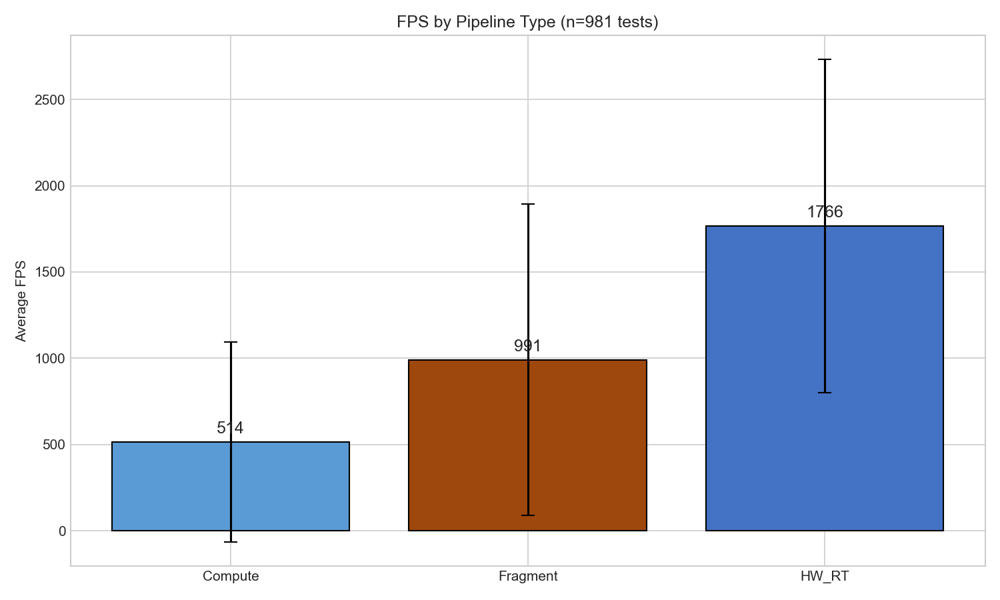 FPS by Pipeline Type (n=981 tests)
Average FPS
2500
2000
1500
1000
500
0
514
991
1766
Compute
Fragment
HW_RT